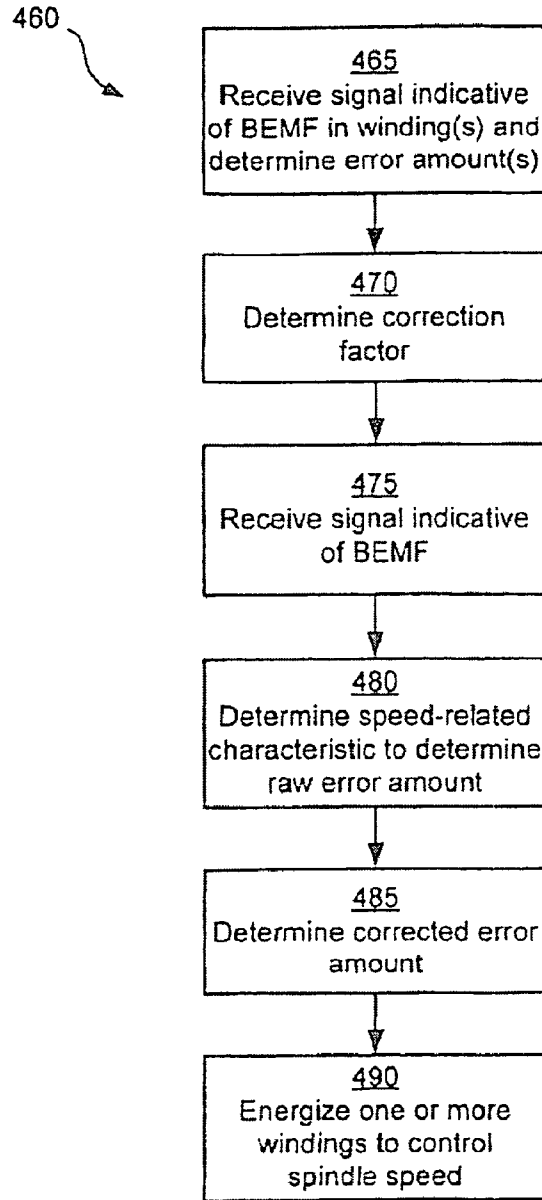 460
465
Receive signal indicative
of BEMF in winding(s) and
determine error amount(s)
470
Determine correction
factor
475
Receive signal indicative
of BEMF
480
Determine speed-related
characteristic to determine
raw error amount
485
Determine corrected error
amount
490
Energize one or more
windings to control
spindle speed